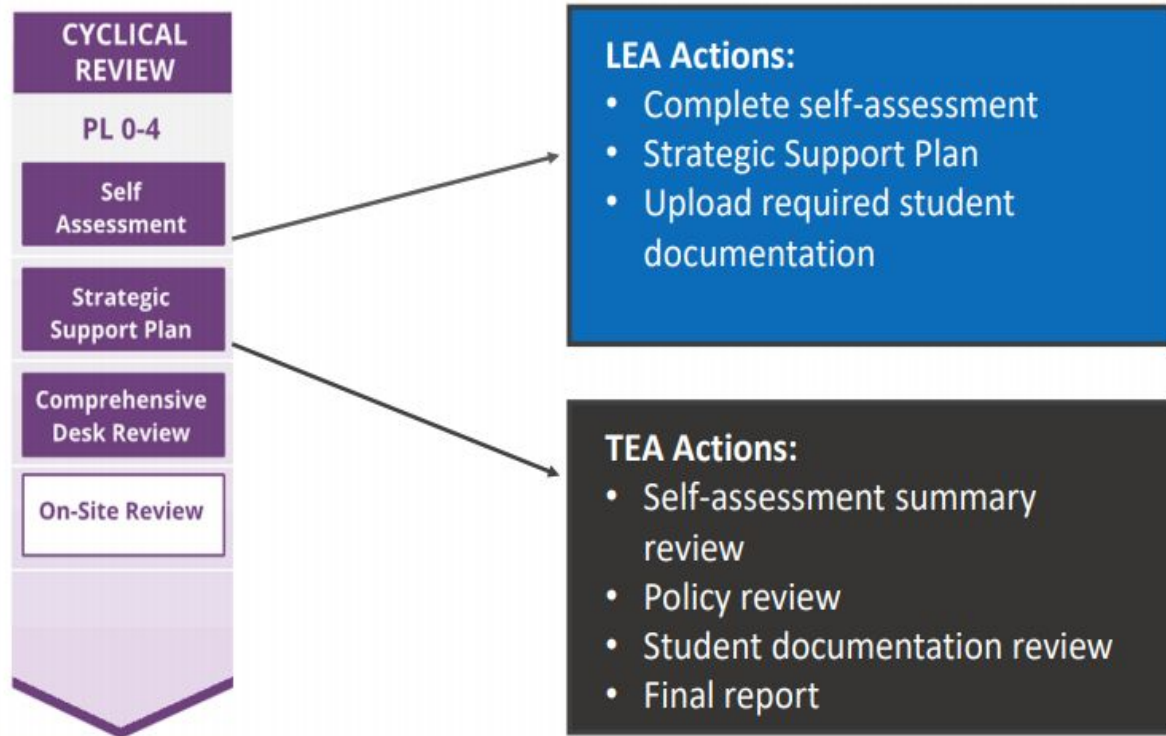 CYCLICAL
REVIEW
PL 0-4
Self
Assessment
Strategic
Support Plan
Comprehensive
Desk Review
On-Site Review
LEA Actions:
• Complete self-assessment
• Strategic Support Plan
• Upload required student
documentation
TEA Actions:
• Self-assessment summary
review
• Policy review
• Student documentation review
• Final report